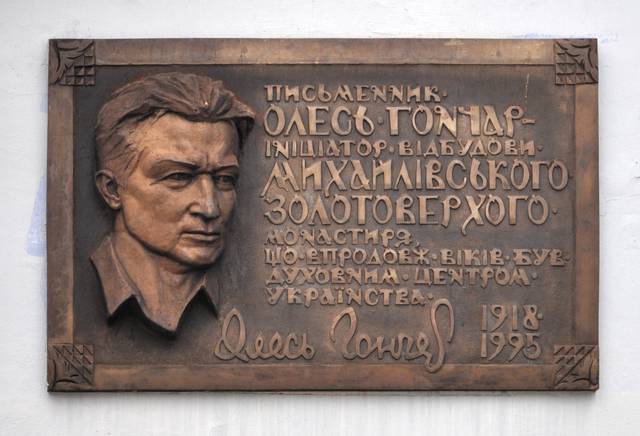 ПИСЬМЕННИК·
ОЛЕСЬ·ГОНЧАР-
ІНІЦІАТОР·ВІДБУДОВИ·
МИХАЙЛІВСЬКОГО
ЗОЛОТОВЕРХОГО·
МОНАСТИРЯ,
ЩО·ВПРОДОВЖ·ВІКІВ·БУВ·
ДУХОВНИМ·ЦЕНТРОМ·
УКРАЇНСТВА·
Олесь Гончар
1918·
1995